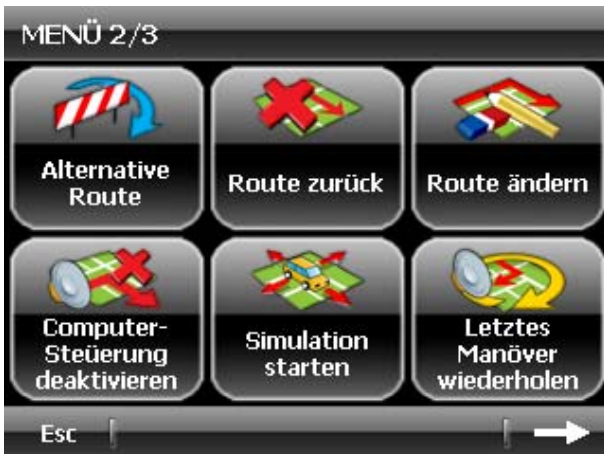 MENÜ 2/3
Alternative
Route
Route zurück
Route ändern
Computer-
Steüerung
deaktivieren
Simulation
starten
Letztes
Manöver
wiederholen
Esc